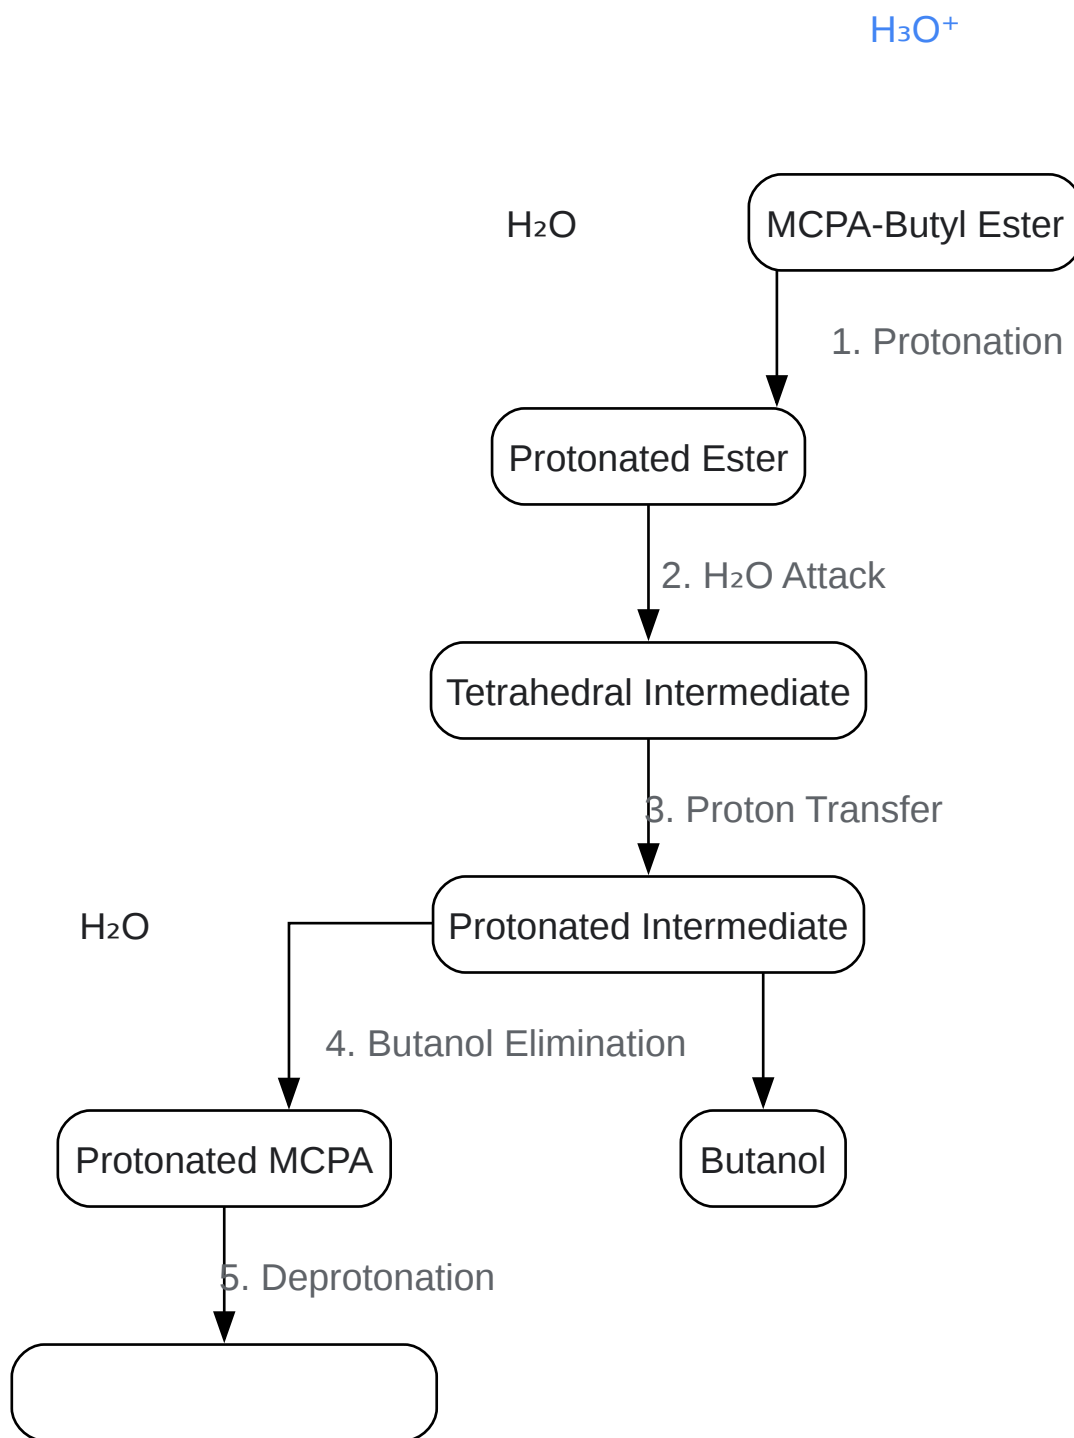 H₃O⁺
H₂O
MCPA-Butyl Ester
1. Protonation
Protonated Ester
2. H₂O Attack
Tetrahedral Intermediate
3. Proton Transfer
H₂O
Protonated Intermediate
4. Butanol Elimination
Protonated MCPA
Butanol
5. Deprotonation